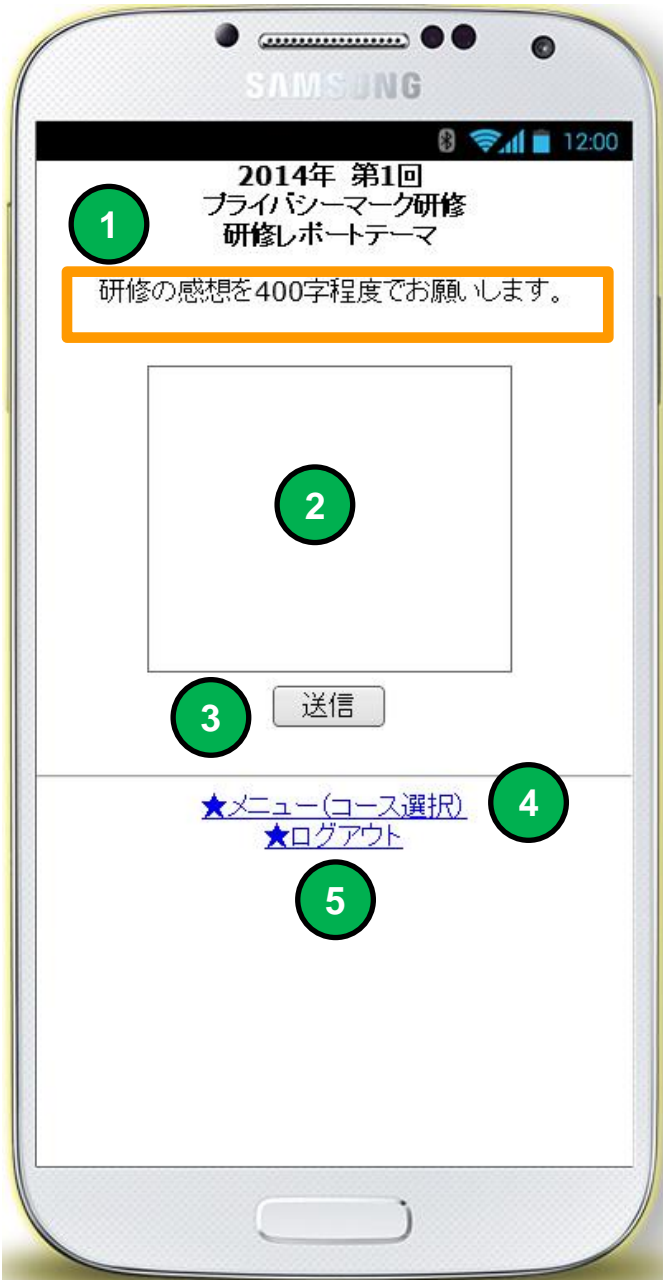 SAMSUNG
12:00
2014年 第1回
プライバシーマーク研修
研修レポートテーマ
1
研修の感想を400字程度でお願いします。
2
3
送信
★メニュー(コース選択)
4
★ログアウト
5